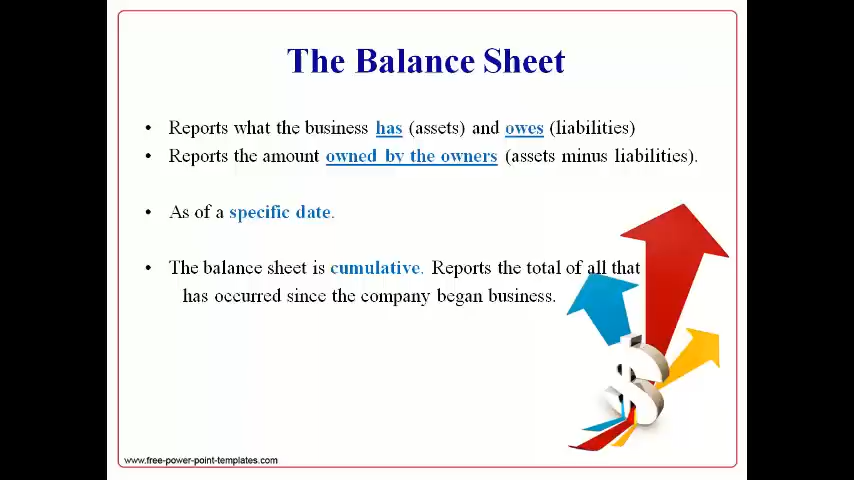 The Balance Sheet
• Reports what the business has (assets) and owes (liabilities)
• Reports the amount owned by the owners (assets minus liabilities).
• As of a specific date.
• The balance sheet is cumulative. Reports the total of all that
has occurred since the company began business.
$
www.free-power-point-templates.com